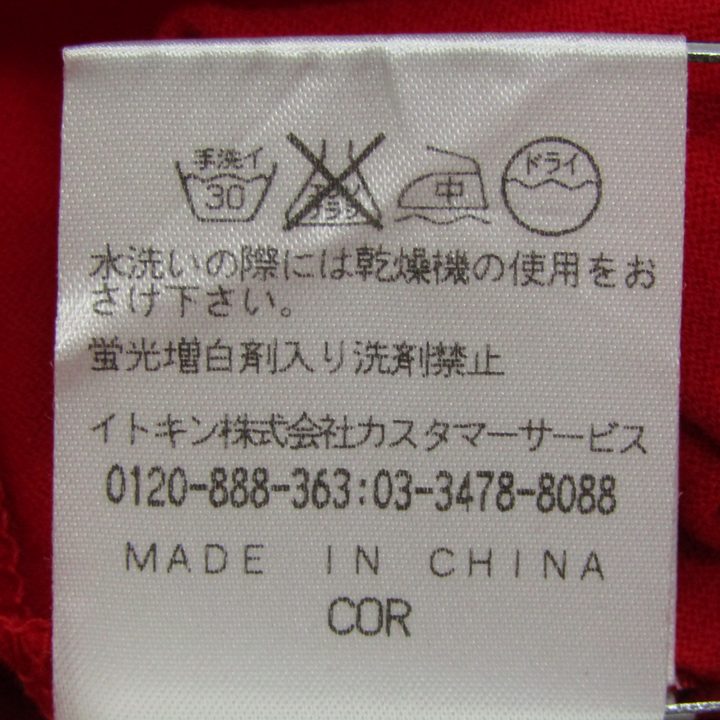 手洗イ ドライ
30 中
水洗いの際には乾燥機の使用をお
さけ下さい。
蛍光増白剤入り洗剤禁止
イトキン株式会社カスタマーサービス
0120-888-363:03-3478-8088
MADE IN CHINA
COR